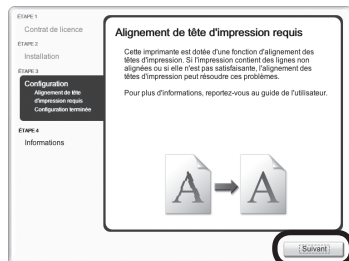 ÉTAPE 1
Contrat de licence
ÉTAPE 2
Installation
ÉTAPE 3
Configuration
Alignement de tête
d'impression requis
Configuration terminée
ÉTAPE 4
Informations
Alignement de tête d'impression requis
Cette imprimante est dotée d'une fonction d'alignement des
têtes d'impression. Si l'impression contient des lignes non
alignées ou si elle n'est pas satisfaisante, l'alignement des
têtes d'impression peut résoudre ces problèmes.
Pour plus d'informations, reportez-vous au guide de l'utilisateur.
A A
Suivant